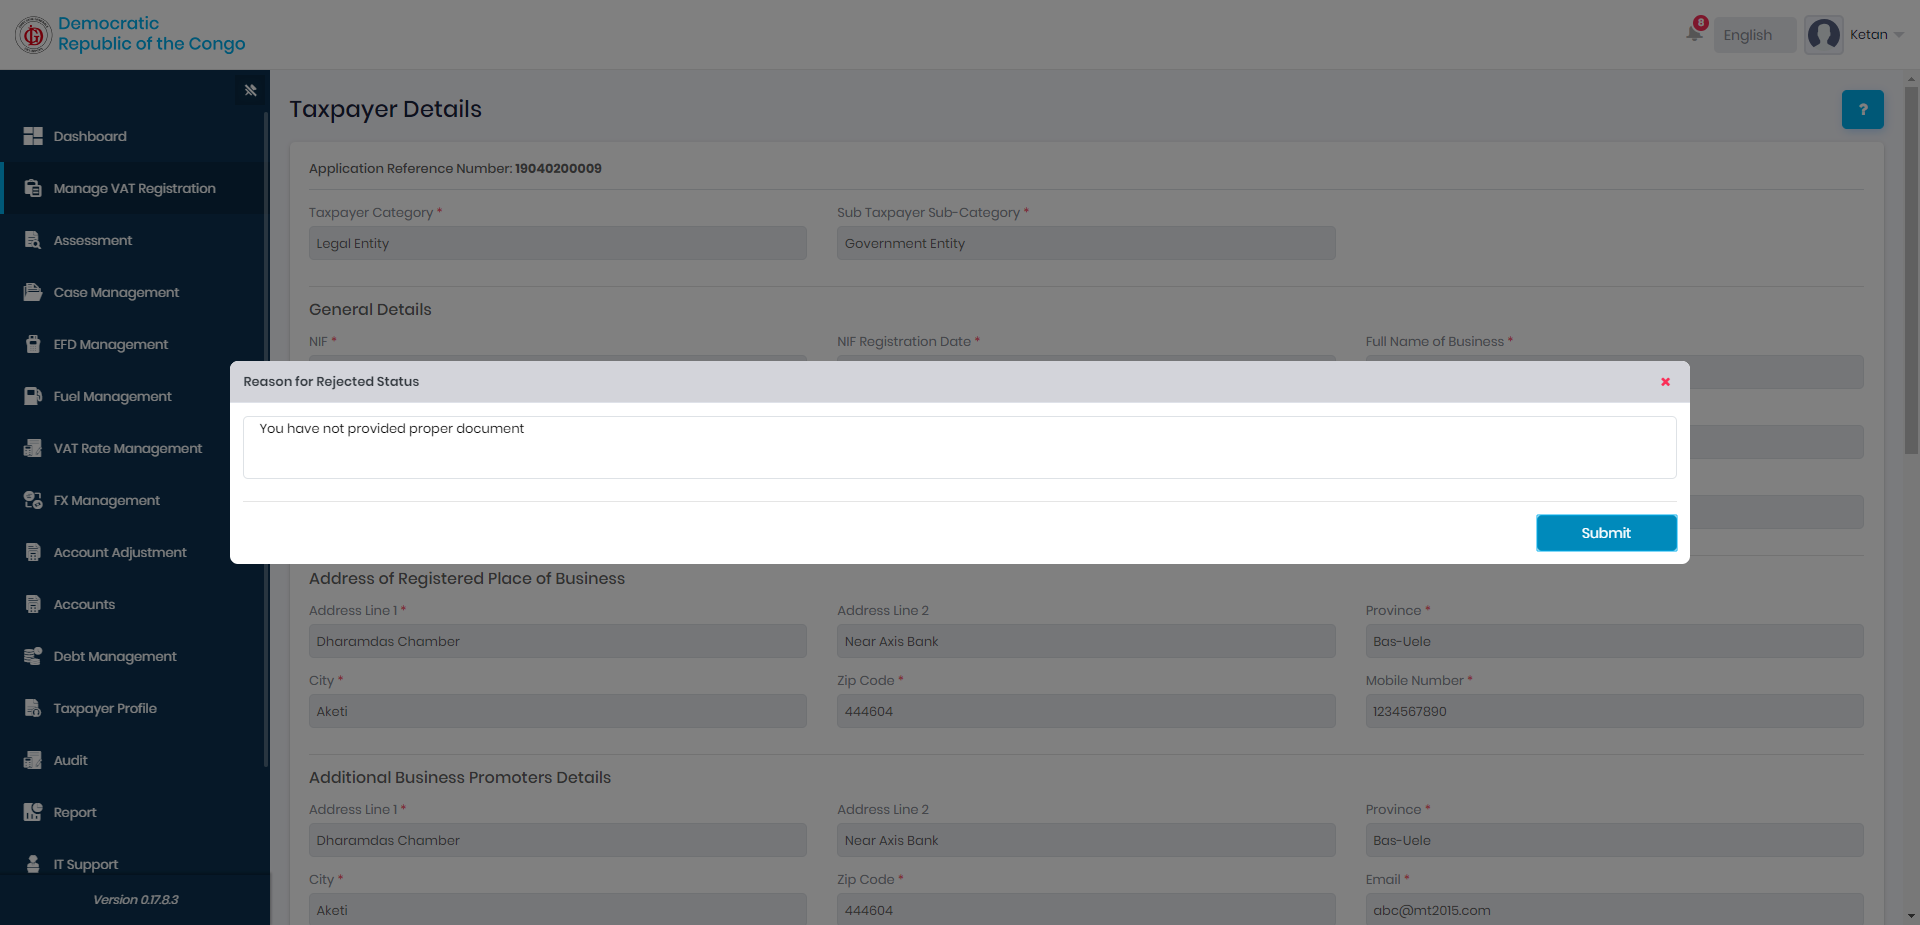 Democratic
Republic of the Congo
8
English
Ketan
Dashboard
Manage VAT Registration
Assessment
Case Management
EFD Management
Fuel Management
VAT Rate Management
FX Management
Account Adjustment
Accounts
Debt Management
Taxpayer Profile
Audit
Report
IT Support
Version 0.17.8.3
Taxpayer Details
?
Application Reference Number: 19040200009
Taxpayer Category *
Sub Taxpayer Sub-Category *
Legal Entity
Government Entity
General Details
NIF *
NIF Registration Date *
Full Name of Business *
Reason for Rejected Status
You have not provided proper document
Submit
Address of Registered Place of Business
Address Line 1 *
Address Line 2
Province *
Dharamdas Chamber
Near Axis Bank
Bas-Uele
City *
Zip Code *
Mobile Number *
Aketi
444604
1234567890
Additional Business Promoters Details
Address Line 1 *
Address Line 2
Province *
Dharamdas Chamber
Near Axis Bank
Bas-Uele
City *
Zip Code *
Email *
Aketi
444604
abc@mt2015.com